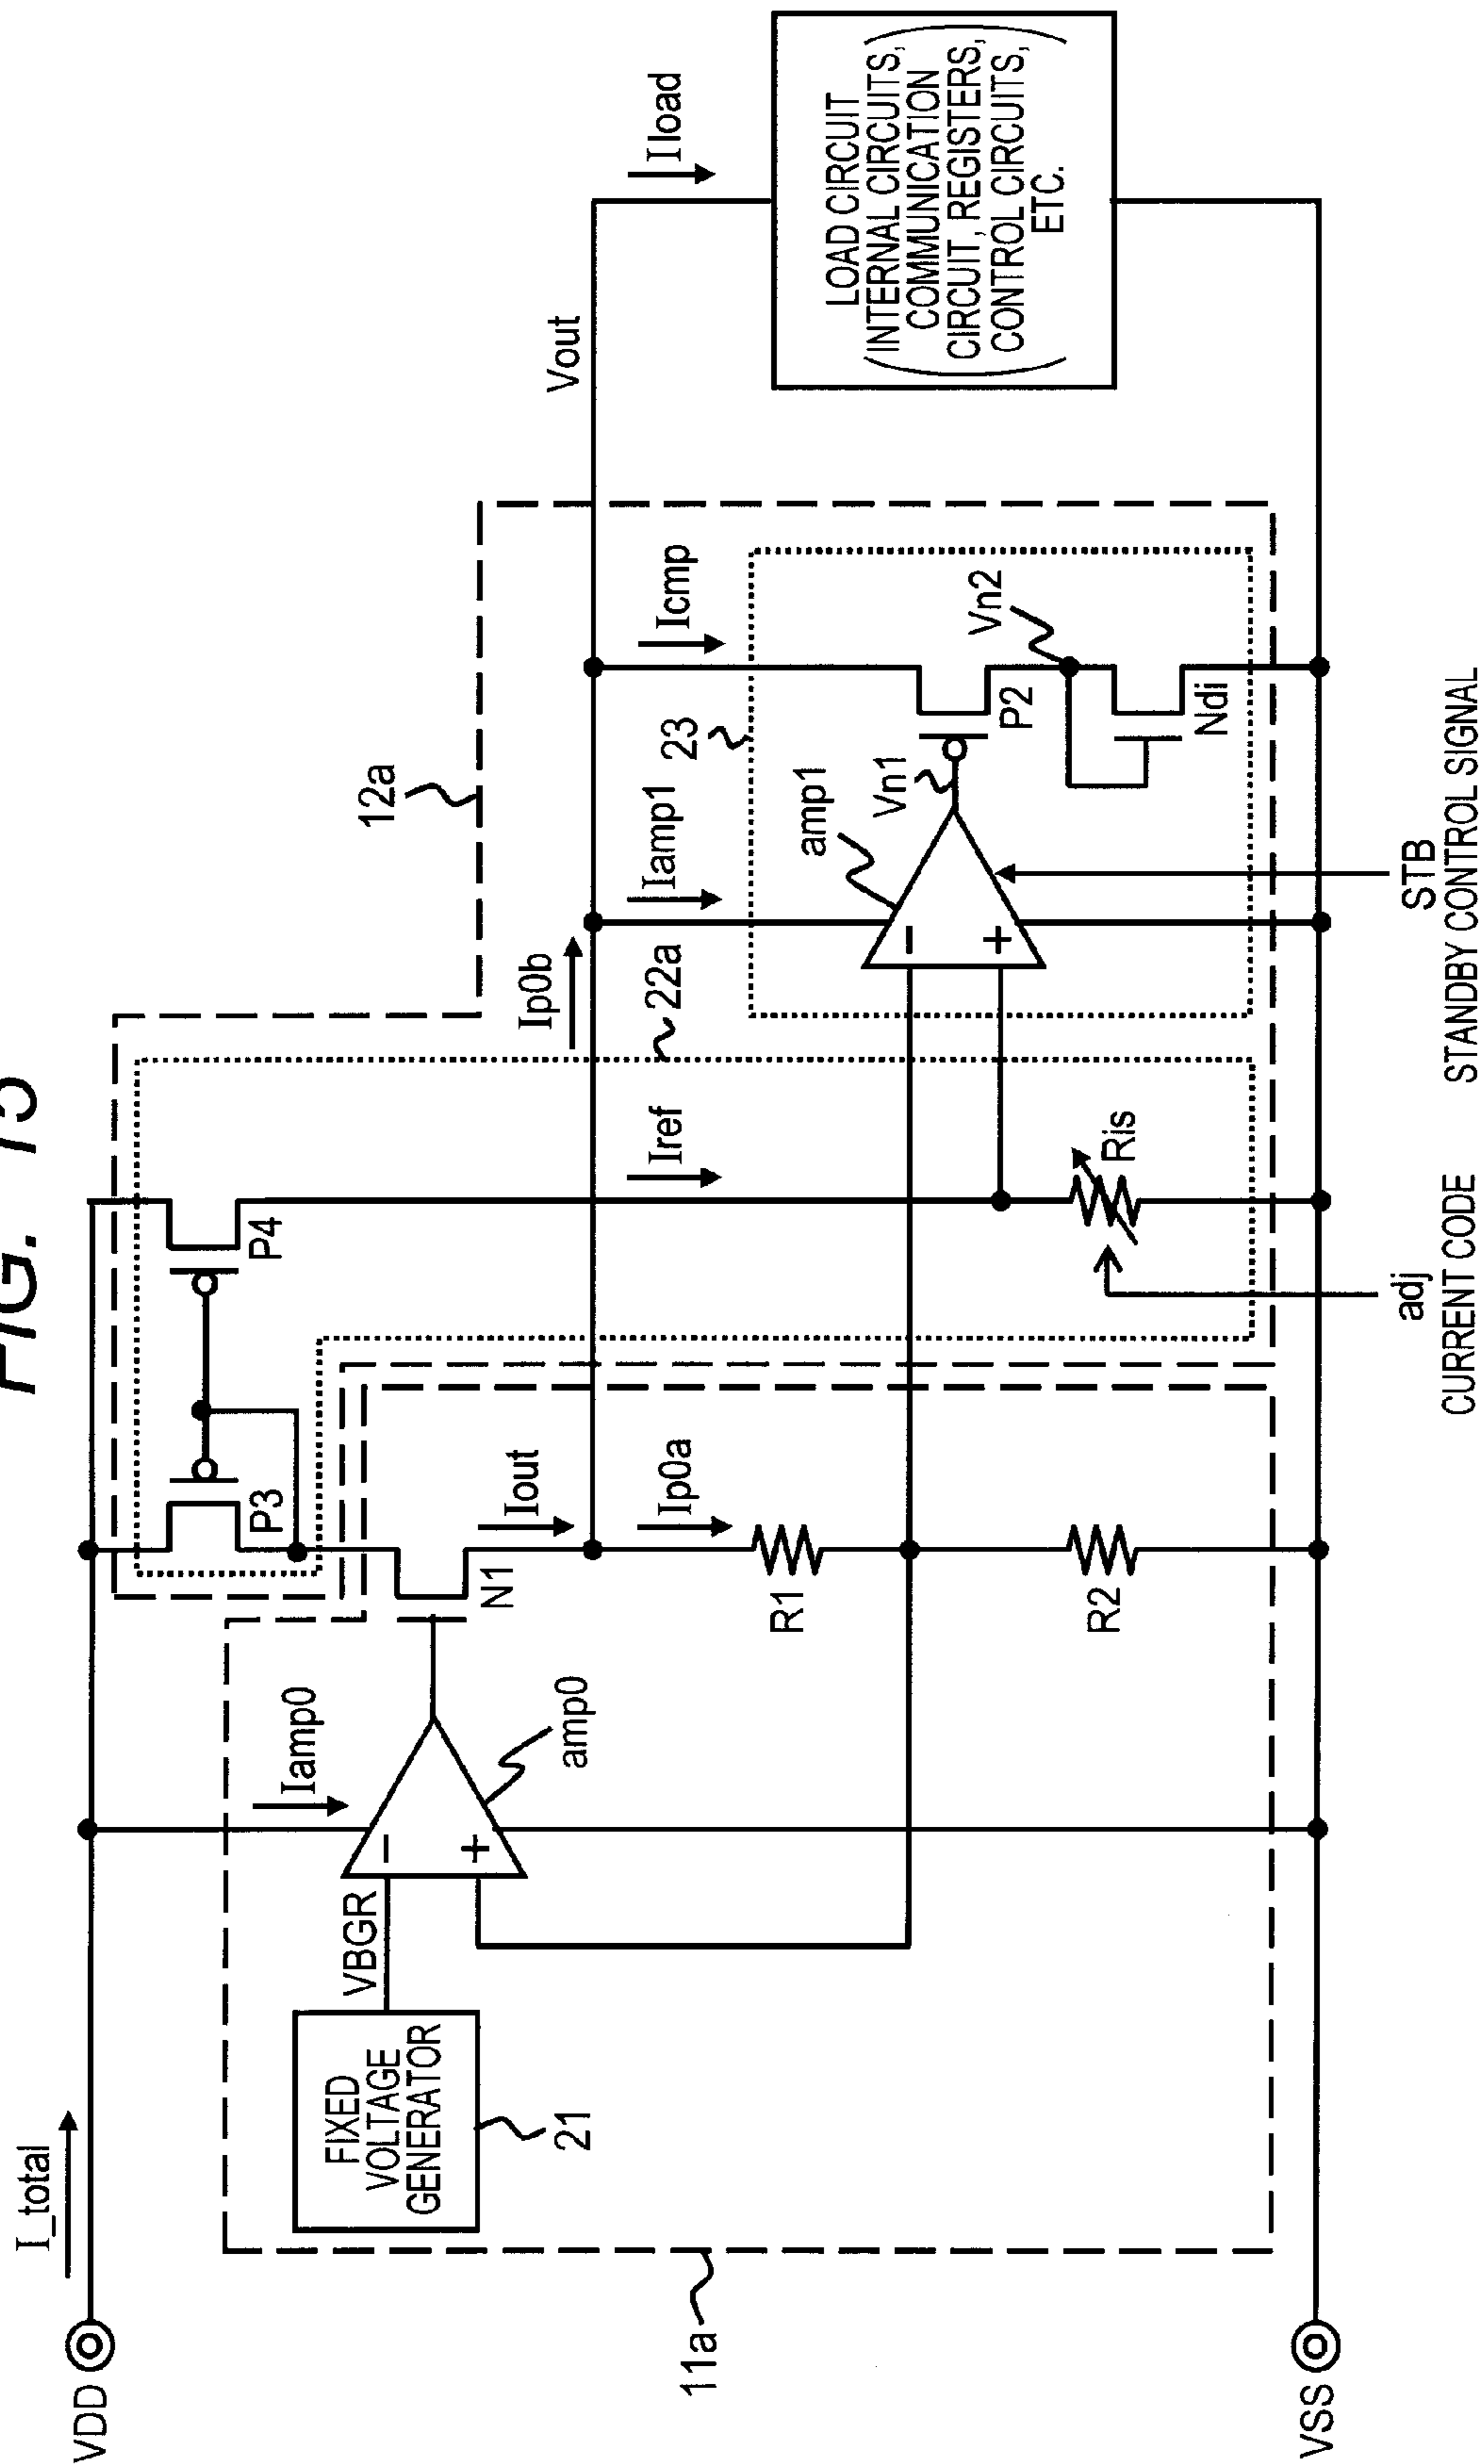 FIG. 15
VDD
I_total
VSS
11a
FIXED
VOLTAGE
GENERATOR
21
VBGR
Iamp0
−
+
amp0
N1
P3
P4
Iout
Ip0a
R1
R2
Iref
Ris
adj
CURRENT CODE
22a
Ip0b
12a
Iamp1
23
amp1
−
+
Vn1
STB
STANDBY CONTROL SIGNAL
Icmp
P2
Vn2
Ndi
Vout
Iload
LOAD CIRCUIT
(INTERNAL CIRCUITS,
COMMUNICATION
CIRCUIT, REGISTERS,
CONTROL CIRCUITS,
ETC.)